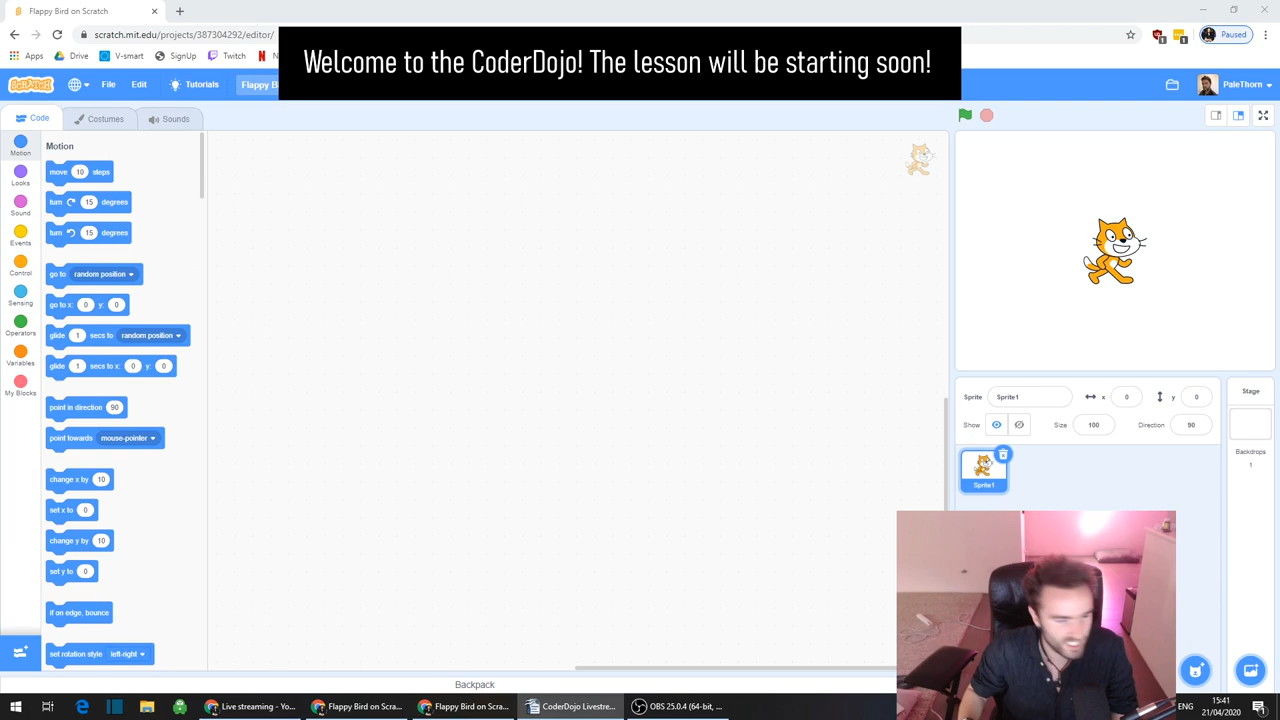 Flappy Bird on Scratch
scratch.mit.edu/projects/387304292/editor/
Paused
Apps
Drive
V-smart
SignUp
Twitch
Welcome to the CoderDojo! The lesson will be starting soon!
SCRATCH
File
Edit
Tutorials
Flappy B
PaleThorn
Code
Costumes
Sounds
Motion
Looks
Sound
Events
Control
Sensing
Operators
Variables
My Blocks
Motion
move 10 steps
turn 15 degrees
turn 15 degrees
go to random position
go to x: 0 y: 0
glide 1 secs to random position
glide 1 secs to x: 0 y: 0
point in direction 90
point towards mouse-pointer
change x by 10
set x to 0
change y by 10
set y to 0
if on edge, bounce
set rotation style left-right
Sprite Sprite1 x 0 y 0
Show Size 100 Direction 90
Sprite1
Stage
Backdrops
1
Backpack
Live streaming - Yo...
Flappy Bird on Scra...
Flappy Bird on Scra...
CoderDojo Livestre...
OBS 25.0.4 (64-bit, ...
ENG
15:41
21/04/2020